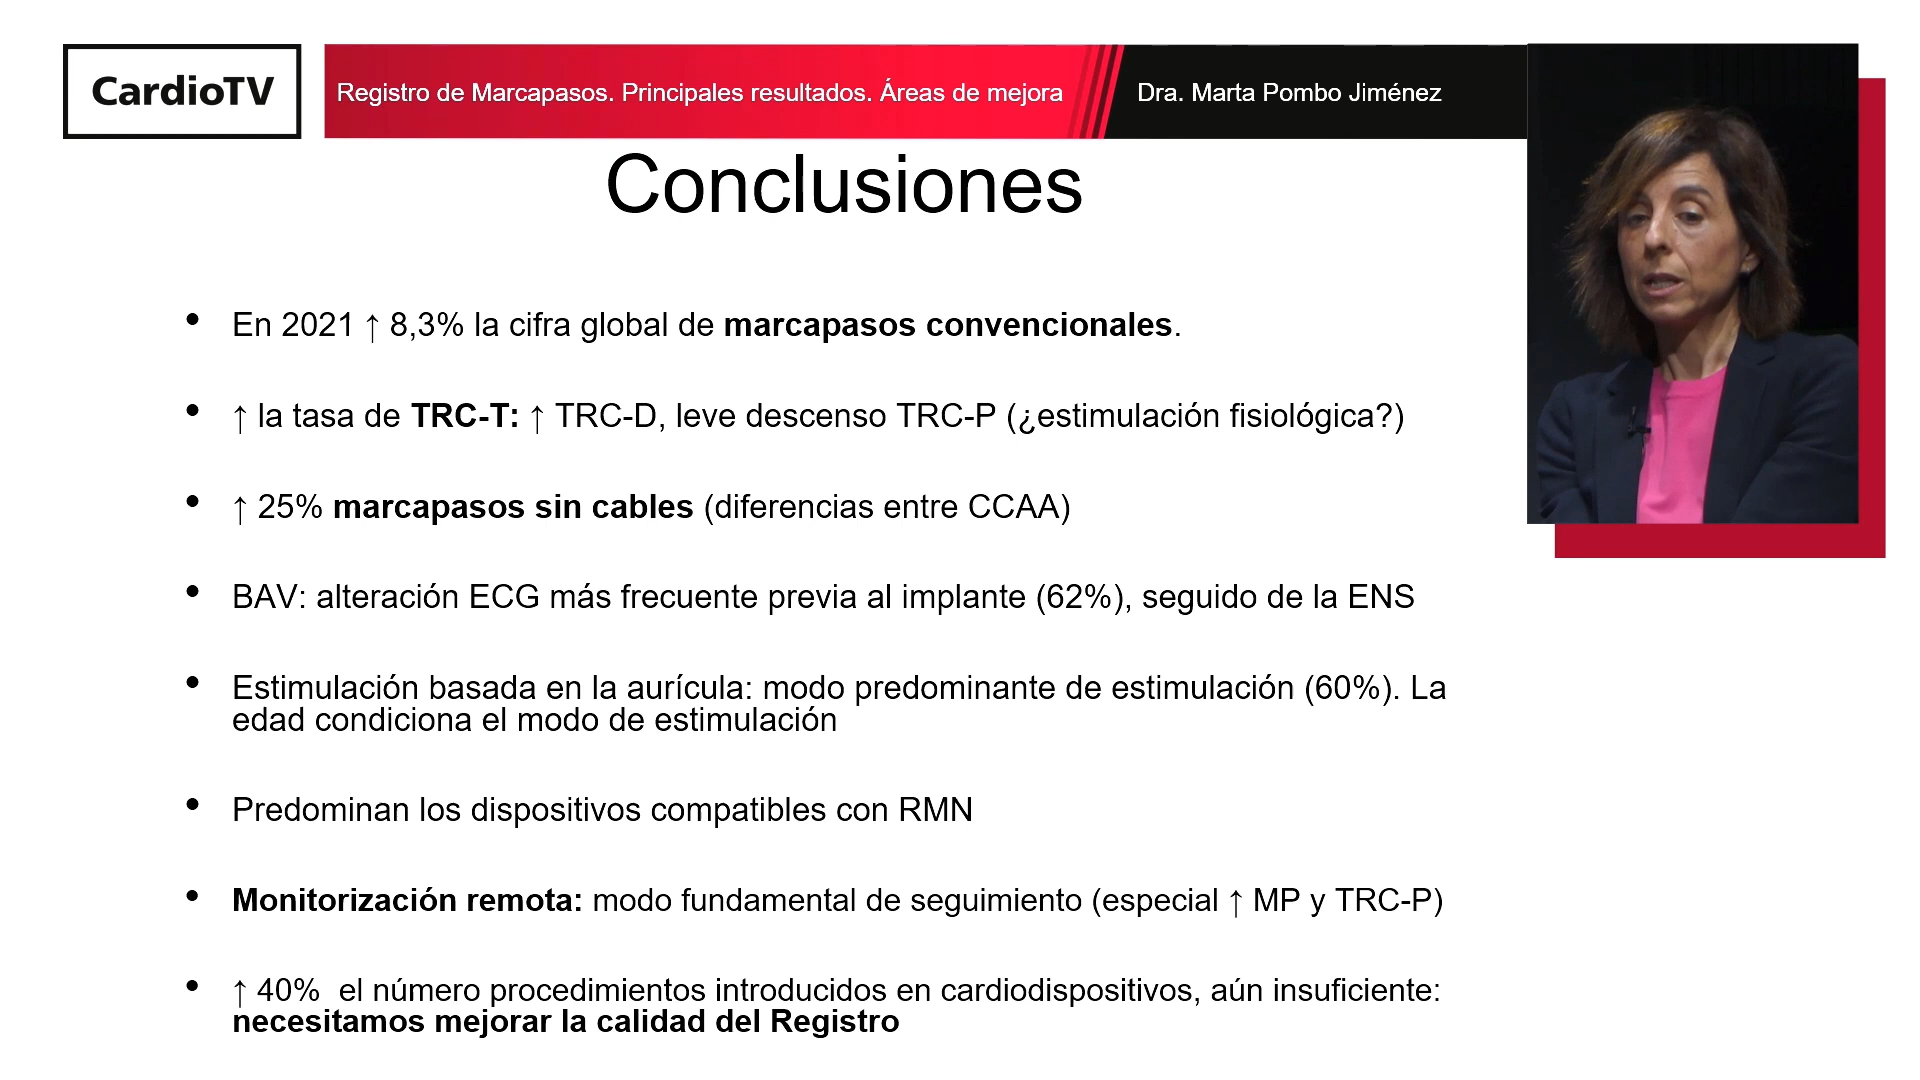 CardioTV
Registro de Marcapasos. Principales resultados. Áreas de mejora
Dra. Marta Pombo Jiménez
Conclusiones
• En 2021 ↑ 8,3% la cifra global de marcapasos convencionales.
• ↑ la tasa de TRC-T: ↑ TRC-D, leve descenso TRC-P (¿estimulación fisiológica?)
• ↑ 25% marcapasos sin cables (diferencias entre CCAA)
• BAV: alteración ECG más frecuente previa al implante (62%), seguido de la ENS
• Estimulación basada en la aurícula: modo predominante de estimulación (60%). La
edad condiciona el modo de estimulación
• Predominan los dispositivos compatibles con RMN
• Monitorización remota: modo fundamental de seguimiento (especial ↑ MP y TRC-P)
• ↑ 40%  el número procedimientos introducidos en cardiodispositivos, aún insuficiente:
necesitamos mejorar la calidad del Registro